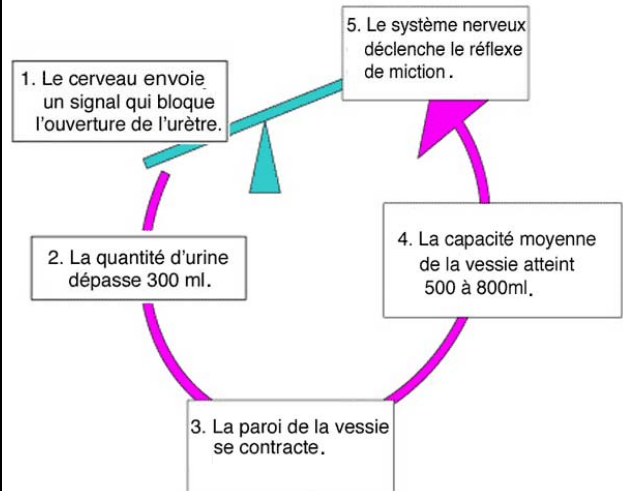 1. Le cerveau envoie
un signal qui bloque
l'ouverture de l'urètre.
2. La quantité d'urine
dépasse 300 ml.
3. La paroi de la vessie
se contracte.
4. La capacité moyenne
de la vessie atteint
500 à 800ml.
5. Le système nerveux
déclenche le réflexe
de miction.